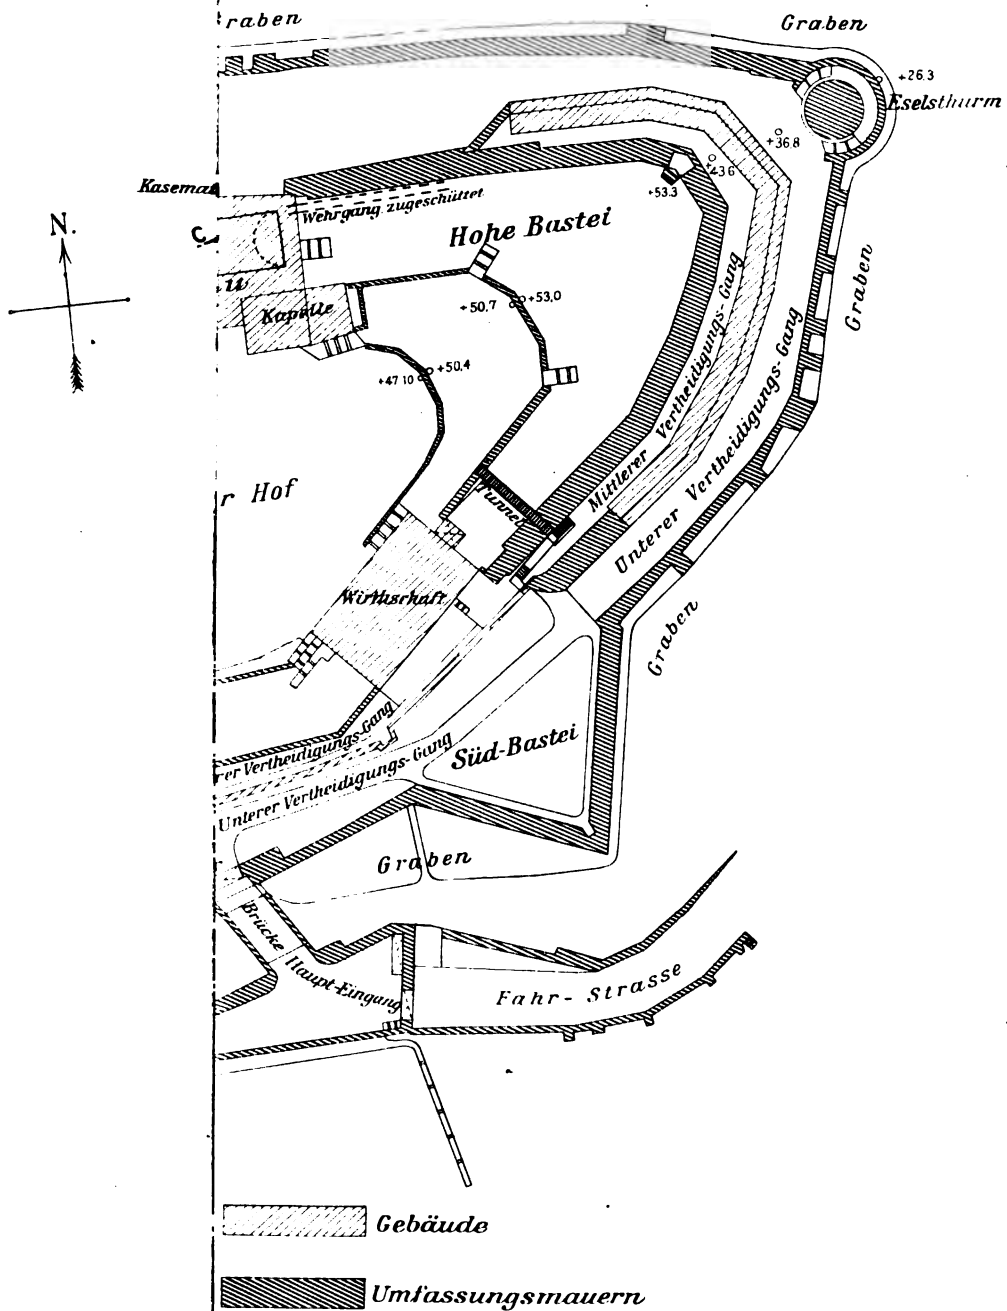 raben
Graben
+26.3
Eselsthurm
+36.8
+43.6
+53.3
Kasema
Wehrgang zugeschüttet
N.
Hohe Bastei
u
Kapelle
+50.7
+53,0
+47 10
+50,4
Graben
Mittlerer Vertheidigungs-Gang
Unterer Vertheidigungs-Gang
r Hof
Tunnel
Wirthschaft
Graben
rer Vertheidigungs-Gang
Unterer Vertheidigungs-Gang
Süd-Bastei
Graben
Brücke
Haupt-Eingang
Fahr-Strasse
Gebäude
Umfassungsmauern